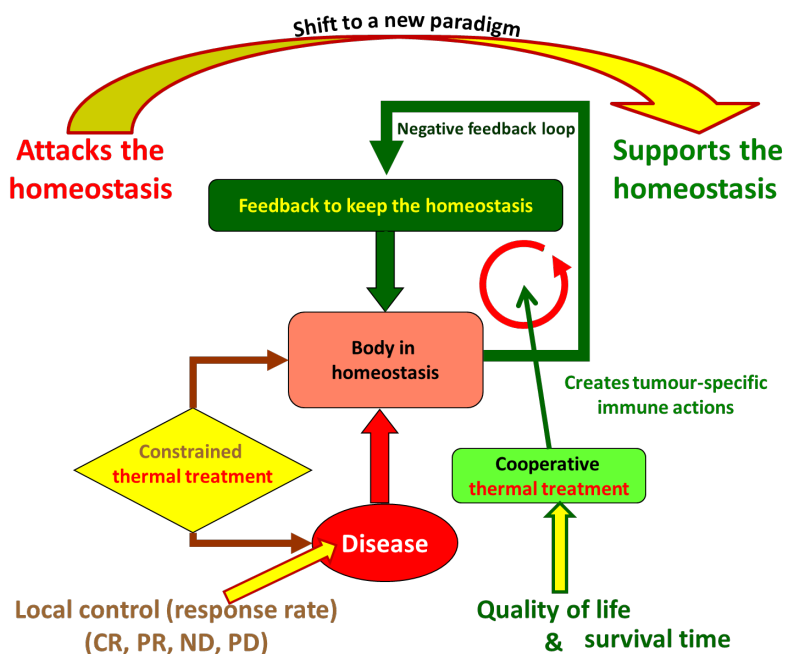 Shift to a new paradigm
Attacks the
homeostasis
Supports the
homeostasis
Negative feedback loop
Feedback to keep the homeostasis
Body in
homeostasis
Creates tumour-specific
immune actions
Constrained
thermal treatment
Cooperative
thermal treatment
Disease
Local control (response rate)
(CR, PR, ND, PD)
Quality of life
& survival time